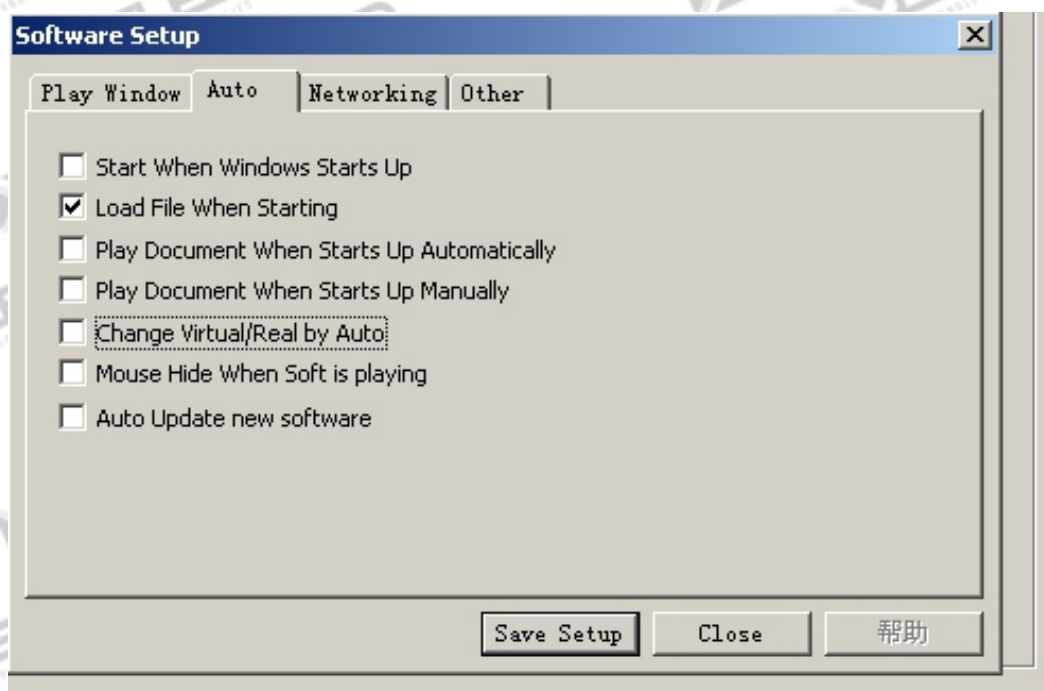 Software Setup
Play Window Auto Networking Other
Start When Windows Starts Up
Load File When Starting
Play Document When Starts Up Automatically
Play Document When Starts Up Manually
Change Virtual/Real by Auto
Mouse Hide When Soft is playing
Auto Update new software
Save Setup Close 帮助